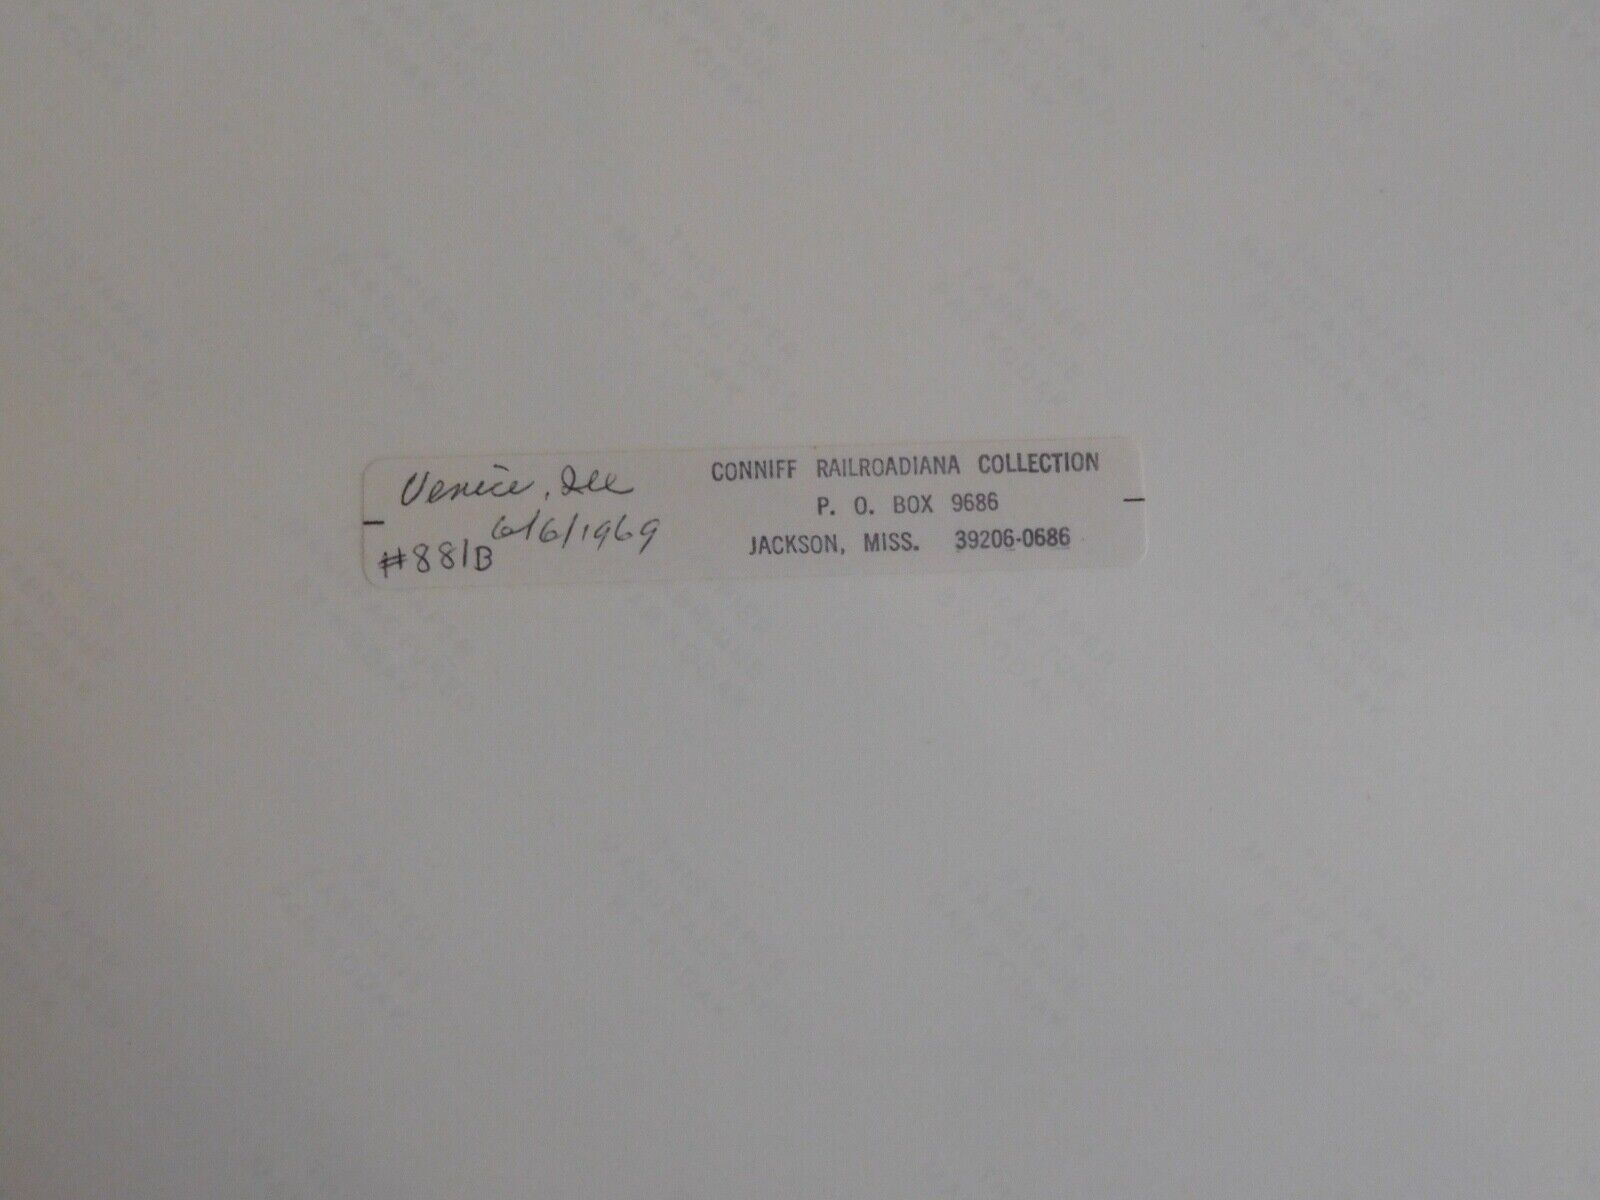 Venice, Ill
6/6/1969
#881B
CONNIFF RAILROADIANA COLLECTION
P. O. BOX 9686
JACKSON, MISS. 39206-0686